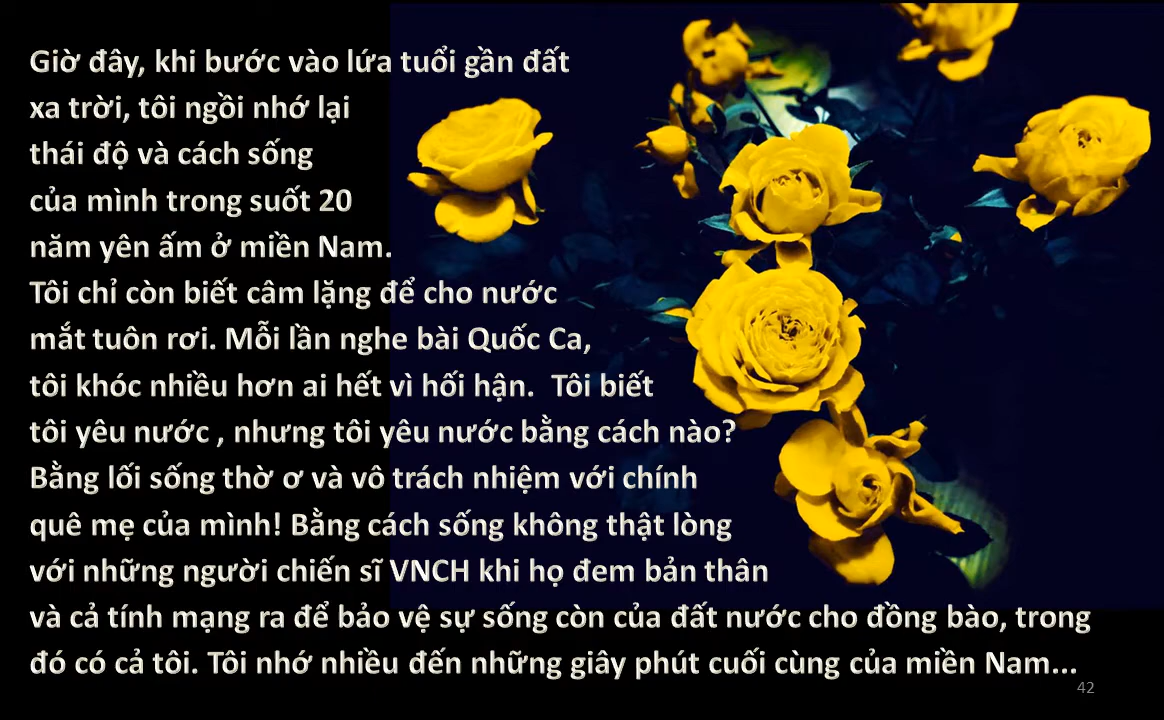 Giờ đây, khi bước vào lứa tuổi gần đất
xa trời, tôi ngồi nhớ lại
thái độ và cách sống
của mình trong suốt 20
năm yên ấm ở miền Nam.
Tôi chỉ còn biết câm lặng để cho nước
mắt tuôn rơi. Mỗi lần nghe bài Quốc Ca,
tôi khóc nhiều hơn ai hết vì hối hận.  Tôi biết
tôi yêu nước , nhưng tôi yêu nước bằng cách nào?
Bằng lối sống thờ ơ và vô trách nhiệm với chính
quê mẹ của mình! Bằng cách sống không thật lòng
với những người chiến sĩ VNCH khi họ đem bản thân
và cả tính mạng ra để bảo vệ sự sống còn của đất nước cho đồng bào, trong
đó có cả tôi. Tôi nhớ nhiều đến những giây phút cuối cùng của miền Nam...
42